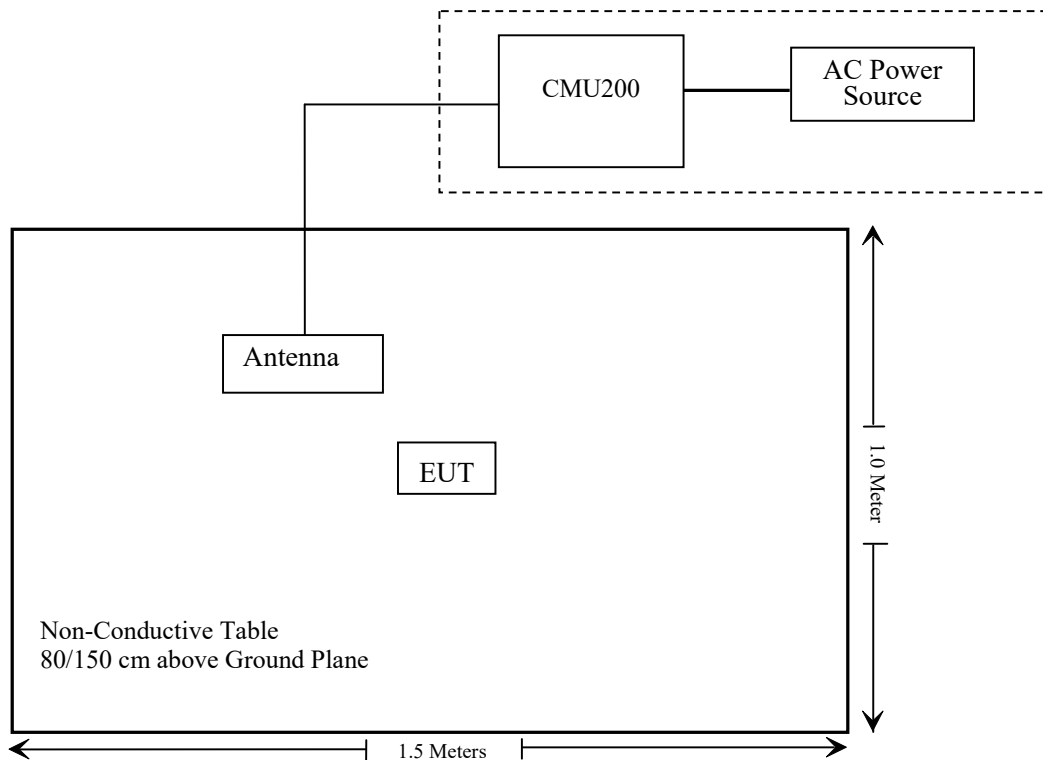 CMU200
AC Power
Source
Antenna
EUT
1.0 Meter
Non-Conductive Table
80/150 cm above Ground Plane
1.5 Meters